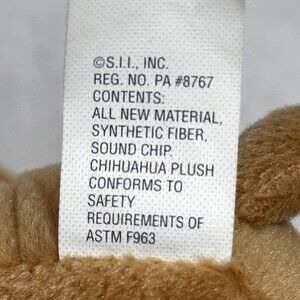 ©S.I.I., INC.
REG. NO. PA #8767
CONTENTS:
ALL NEW MATERIAL,
SYNTHETIC FIBER,
SOUND CHIP.
CHIHUAHUA PLUSH
CONFORMS TO
SAFETY
REQUIREMENTS OF
ASTM F963